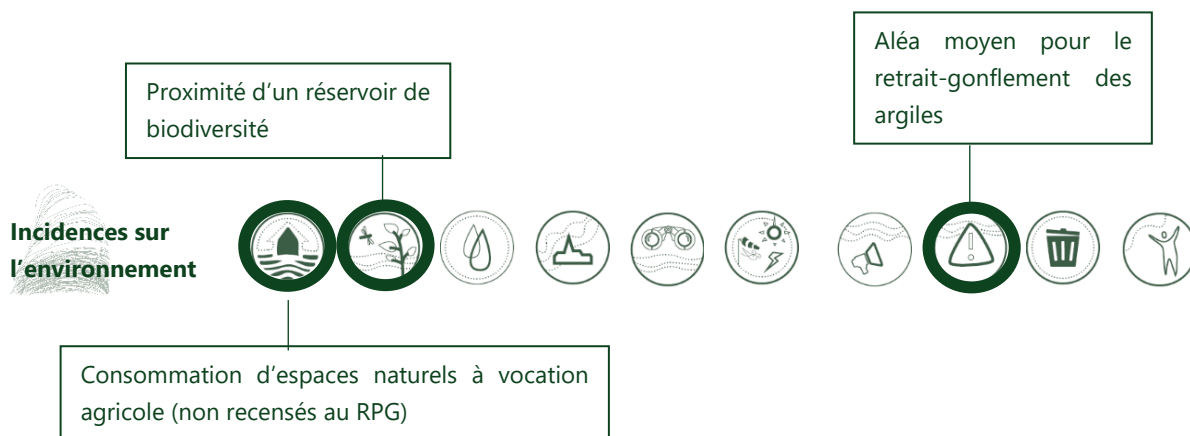 Aléa moyen pour le
retrait-gonflement des
argiles
Proximité d'un réservoir de
biodiversité
Incidences sur
l'environnement
Consommation d'espaces naturels à vocation
agricole (non recensés au RPG)